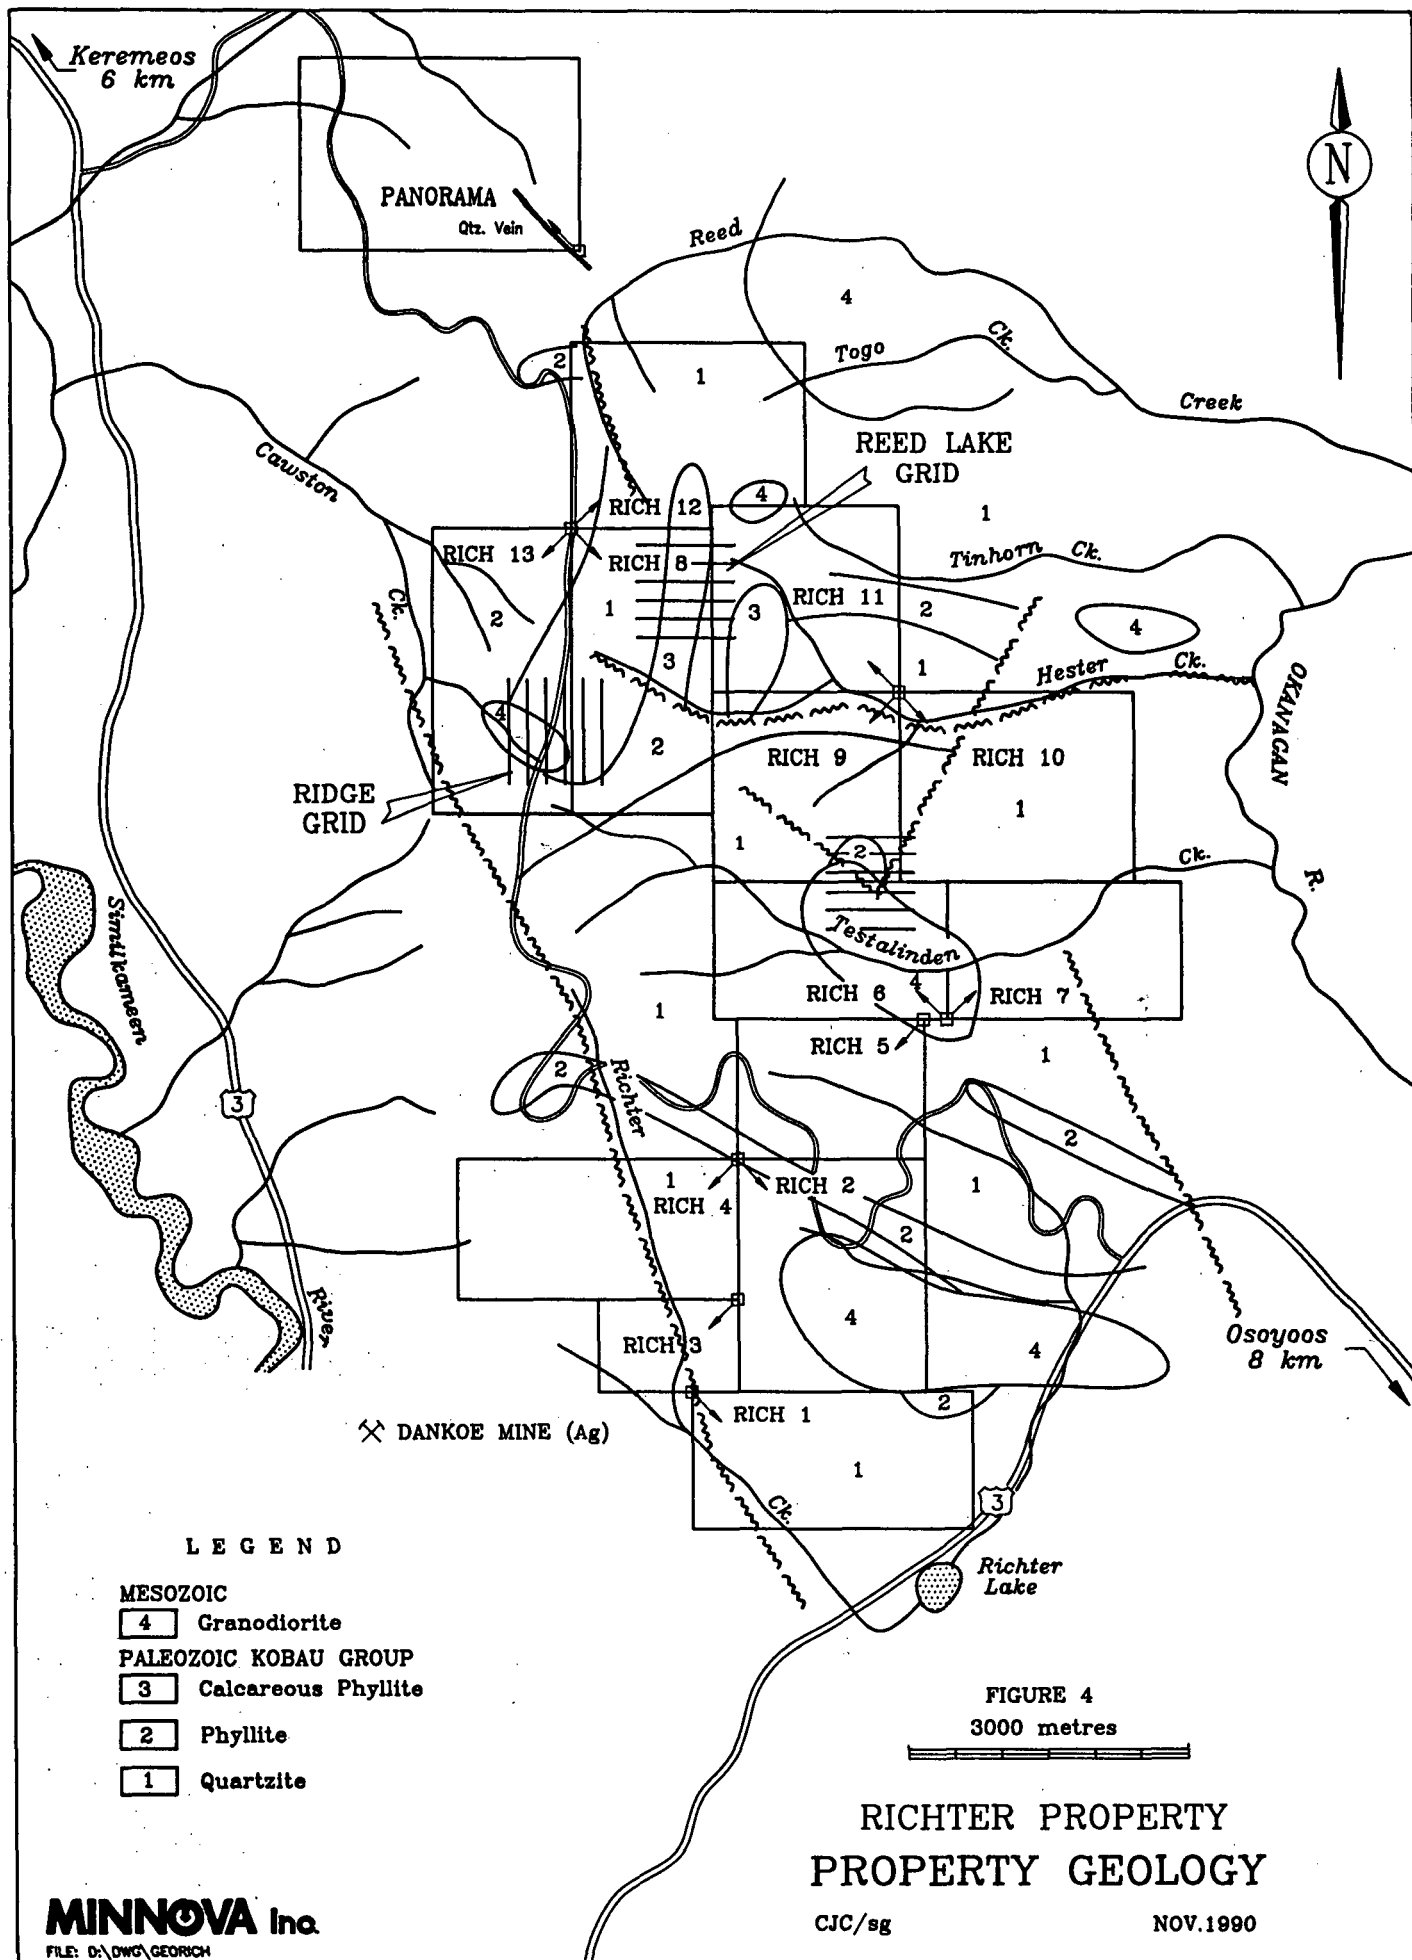 Keremeos
6 km
N
PANORAMA
Qtz. Vein
Reed
4
Togo
Ck.
Creek
2
1
REED LAKE
GRID
Cawston
4
RICH 12
1
RICH 13
RICH 8
Tinhorn Ck.
Ck.
2
1
3
RICH 11
2
4
3
1
Hester Ck.
OKANAGAN
4
2
RICH 9
RICH 10
RIDGE
GRID
1
1
2
Ck.
R.
Similkameen
Testalinden
4
RICH 6
RICH 7
1
RICH 5
1
2
Richter
3
2
1
RICH 4
RICH 2
1
2
River
4
RICH 3
4
Osoyoos
8 km
2
RICH 1
DANKOE MINE (Ag)
1
Ck.
3
Richter
Lake
LEGEND
MESOZOIC
4 Granodiorite
PALEOZOIC KOBAU GROUP
3 Calcareous Phyllite
2 Phyllite
1 Quartzite
FIGURE 4
3000 metres
RICHTER PROPERTY
PROPERTY GEOLOGY
CJC/sg NOV.1990
MINNOVA Inc.
FILE: D:\DWG\GEORICH